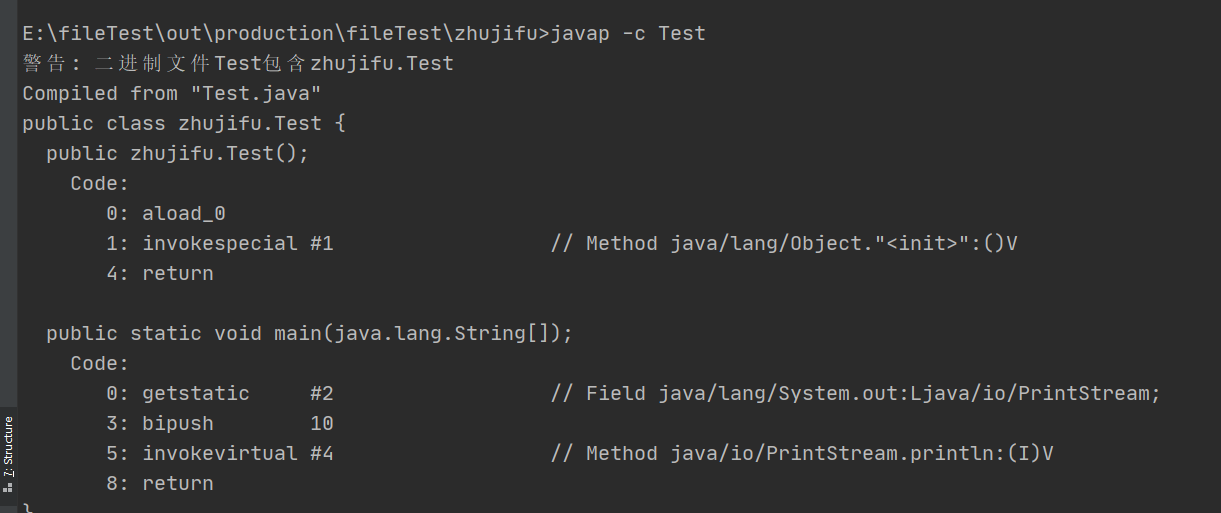 E:\fileTest\out\production\fileTest\zhujifu>javap -c Test
警告: 二进制文件Test包含zhujifu.Test
Compiled from "Test.java"
public class zhujifu.Test {
  public zhujifu.Test();
    Code:
       0: aload_0
       1: invokespecial #1                  // Method java/lang/Object."<init>":()V
       4: return

  public static void main(java.lang.String[]);
    Code:
       0: getstatic     #2                  // Field java/lang/System.out:Ljava/io/PrintStream;
       3: bipush        10
       5: invokevirtual #4                  // Method java/io/PrintStream.println:(I)V
       8: return
}
7: Structure